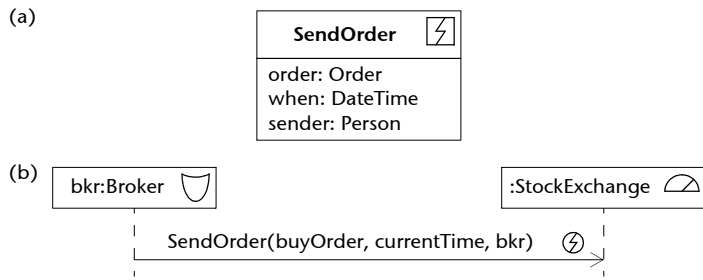 (a)
SendOrder
order: Order
when: DateTime
sender: Person
(b)
bkr:Broker
:StockExchange
SendOrder(buyOrder, currentTime, bkr)